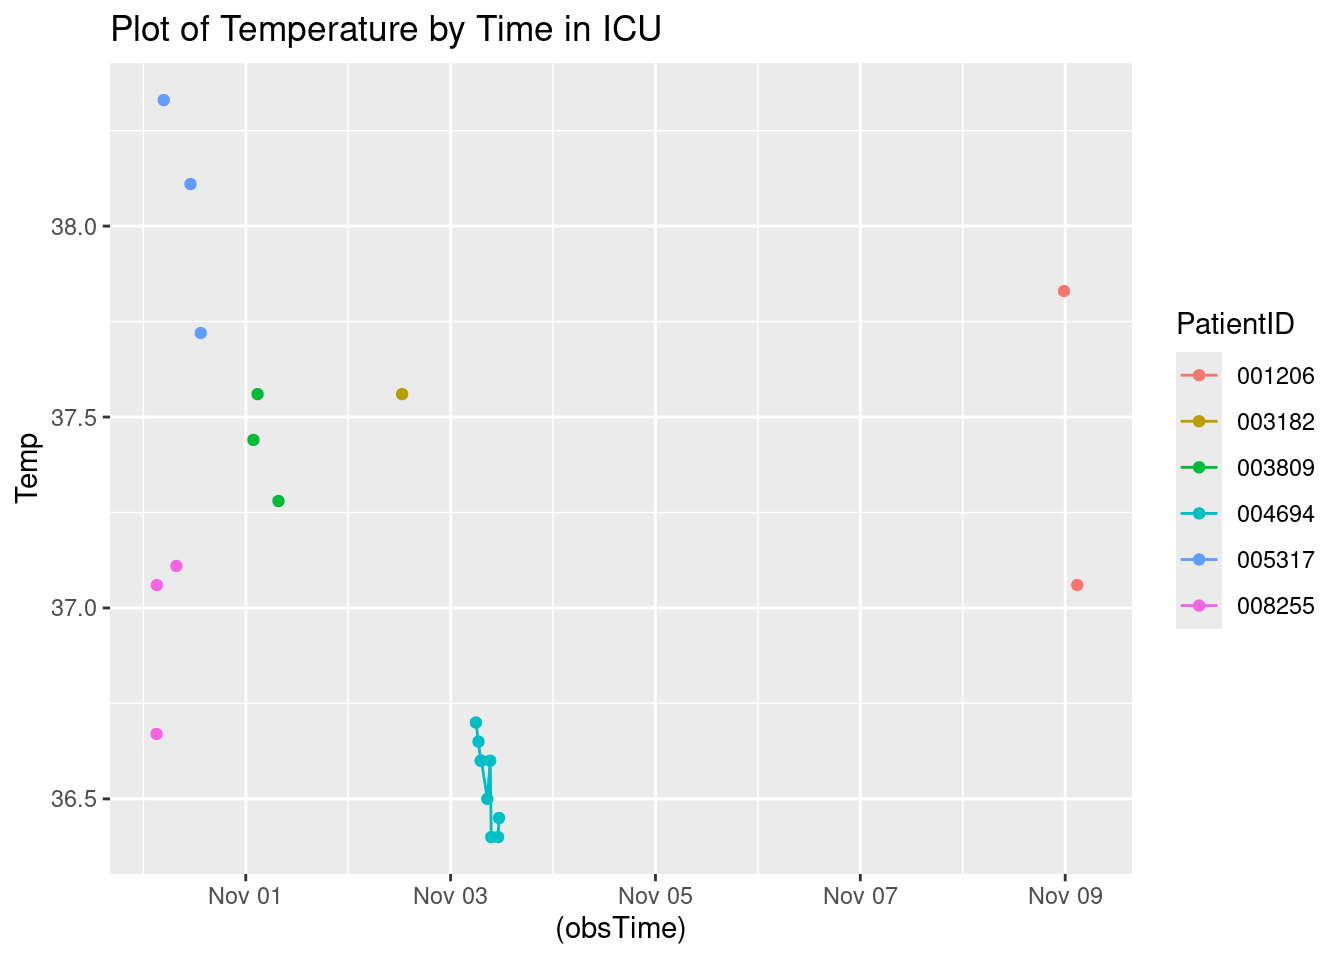 Plot of Temperature by Time in ICU
38.0
37.5
37.0
36.5
Temp
Nov 01
Nov 03
Nov 05
Nov 07
Nov 09
(obsTime)
PatientID
001206
003182
003809
004694
005317
008255